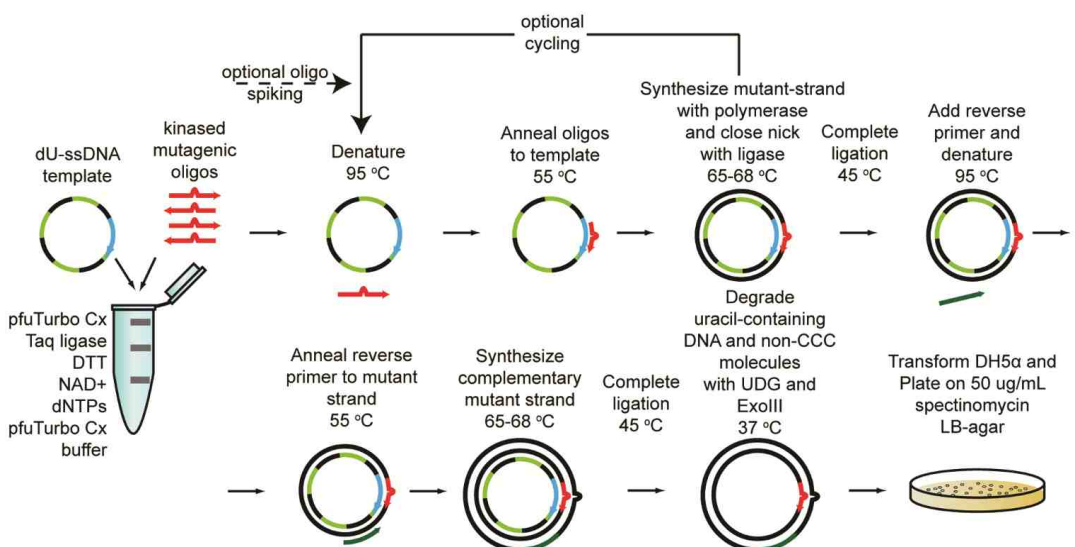 optional
cycling
optional oligo
spiking
dU-ssDNA
template
kinased
mutagenic
oligos
Denature
95 °C
Anneal oligos
to template
55 °C
Synthesize mutant-strand
with polymerase
and close nick
with ligase
65-68 °C
Complete
ligation
45 °C
Add reverse
primer and
denature
95 °C
pfuTurbo Cx
Taq ligase
DTT
NAD+
dNTPs
pfuTurbo Cx
buffer
Anneal reverse
primer to mutant
strand
55 °C
Synthesize
complementary
mutant strand
65-68 °C
Complete
ligation
45 °C
Degrade
uracil-containing
DNA and non-CCC
molecules
with UDG and
ExoIII
37 °C
Transform DH5α and
Plate on 50 ug/mL
spectinomycin
LB-agar